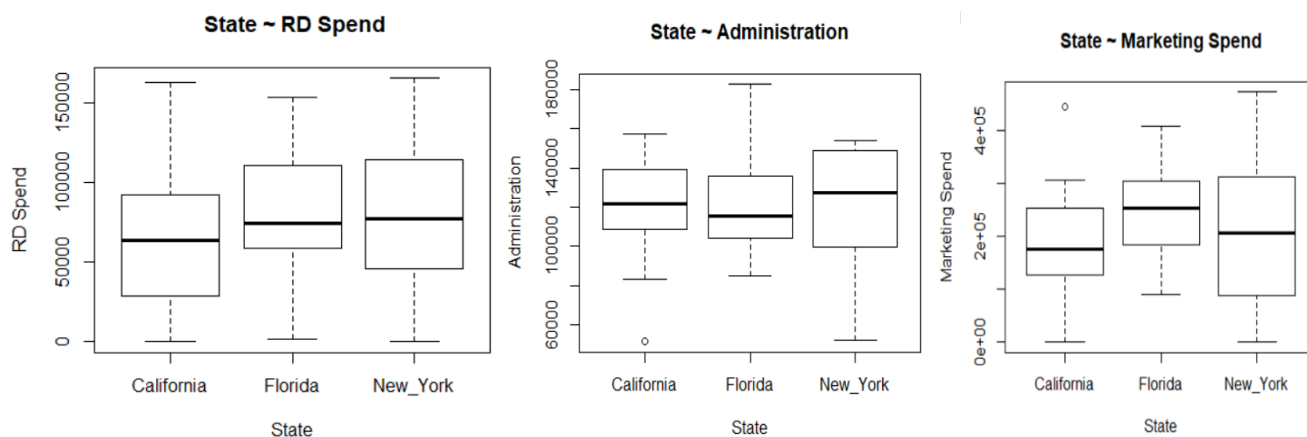 State ~ RD Spend
RD Spend
150000
100000
50000
0
California Florida New_York
State
State ~ Administration
Administration
180000
140000
100000
60000
California Florida New_York
State
State ~ Marketing Spend
Marketing Spend
4e+05
2e+05
0e+00
California Florida New_York
State